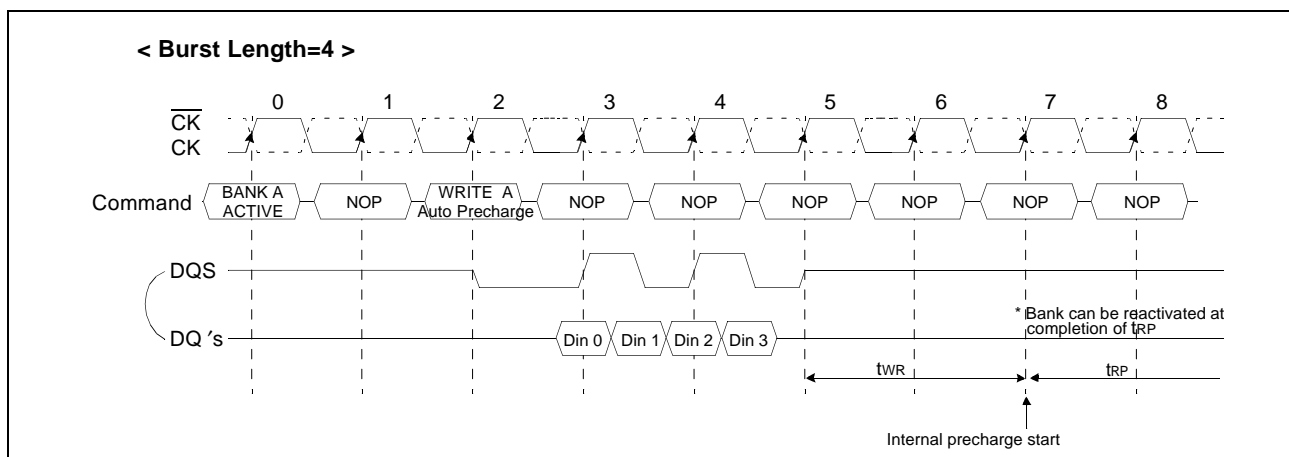 < Burst Length=4 >
0 1 2 3 4 5 6 7 8
CK
CK
Command
BANK A
ACTIVE
NOP
WRITE A
Auto Precharge
NOP
NOP
NOP
NOP
NOP
NOP
DQS
DQ 's
Din 0
Din 1
Din 2
Din 3
* Bank can be reactivated at
completion of tRP
tWR
tRP
Internal precharge start